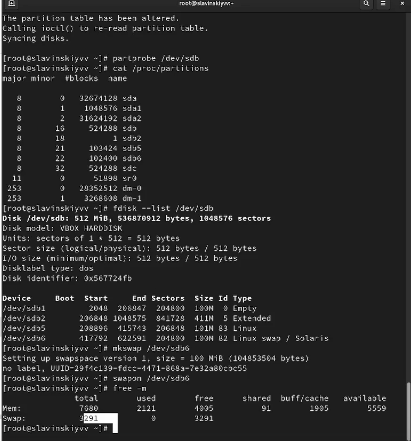 root@slavinskiyvv:~
The partition table has been altered.
Calling ioctl() to re-read partition table.
Syncing disks.
[root@slavinskiyvv ~]# partprobe /dev/sdb
[root@slavinskiyvv ~]# cat /proc/partitions
major minor  #blocks  name
8 0 32674128 sda
8 1 1048576 sda1
8 2 31624192 sda2
8 16 524288 sdb
8 18 1 sdb2
8 21 103424 sdb5
8 22 102400 sdb6
8 32 524288 sdc
11 0 51898 sr0
253 0 28352512 dm-0
253 1 3268608 dm-1
[root@slavinskiyvv ~]# fdisk --list /dev/sdb
Disk /dev/sdb: 512 MiB, 536870912 bytes, 1048576 sectors
Disk model: VBOX HARDDISK
Units: sectors of 1 * 512 = 512 bytes
Sector size (logical/physical): 512 bytes / 512 bytes
I/O size (minimum/optimal): 512 bytes / 512 bytes
Disklabel type: dos
Disk identifier: 0x567724fb
Device Boot Start End Sectors Size Id Type
/dev/sdb1 2048 206847 204800 100M 0 Empty
/dev/sdb2 206848 1048575 841728 411M 5 Extended
/dev/sdb5 208896 415743 206848 101M 83 Linux
/dev/sdb6 417792 622591 204800 100M 82 Linux swap / Solaris
[root@slavinskiyvv ~]# mkswap /dev/sdb6
Setting up swapspace version 1, size = 100 MiB (104853504 bytes)
no label, UUID=29f4c139-fdcc-4471-868a-7e32a80cbc55
[root@slavinskiyvv ~]# swapon /dev/sdb6
[root@slavinskiyvv ~]# free -m
total used free shared buff/cache available
Mem: 7680 2121 4005 91 1905 5559
Swap: 3291 0 3291
[root@slavinskiyvv ~]#